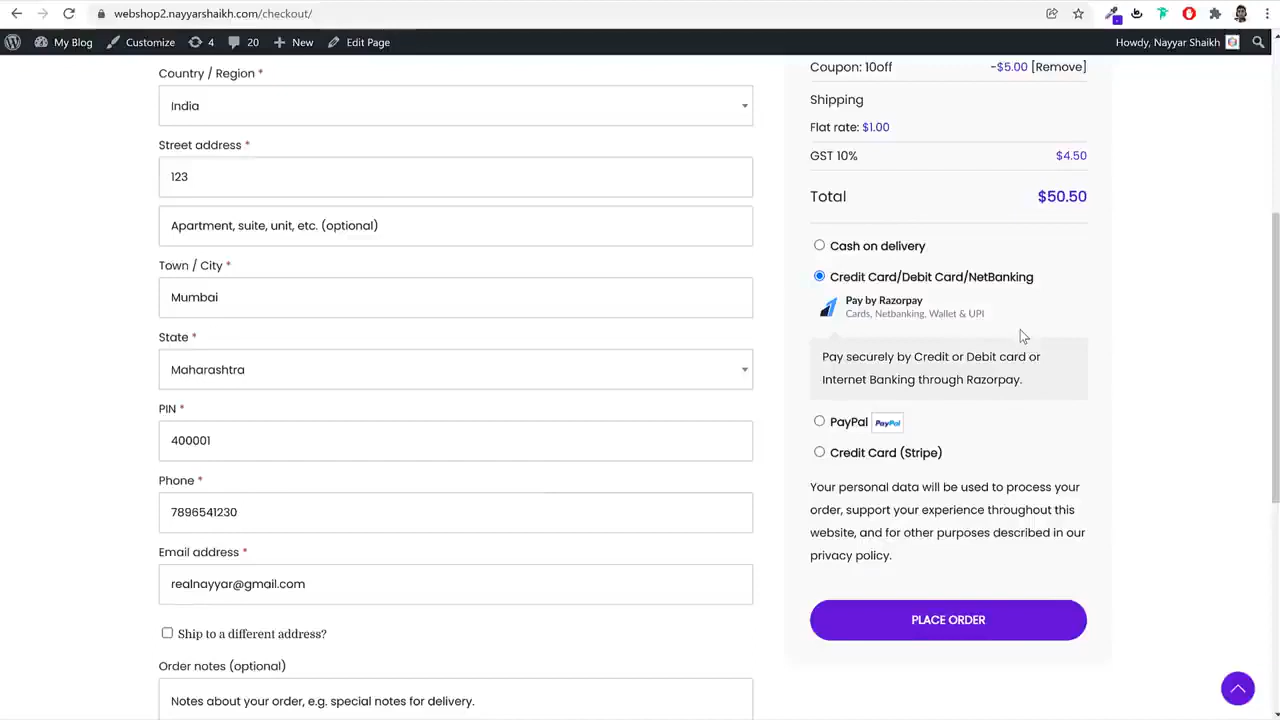 webshop2.nayyarshaikh.com/checkout/
My Blog Customize 4 20 New Edit Page Howdy, Nayyar Shaikh
Country / Region *
India
Street address *
123
Apartment, suite, unit, etc. (optional)
Town / City *
Mumbai
State *
Maharashtra
PIN *
400001
Phone *
7896541230
Email address *
realnayyar@gmail.com
Ship to a different address?
Order notes (optional)
Notes about your order, e.g. special notes for delivery.
Coupon: 10off -$5.00 [Remove]
Shipping
Flat rate: $1.00
GST 10% $4.50
Total $50.50
Cash on delivery
Credit Card/Debit Card/NetBanking
Pay by Razorpay
Cards, Netbanking, Wallet & UPI
Pay securely by Credit or Debit card or
Internet Banking through Razorpay.
PayPal PayPal
Credit Card (Stripe)
Your personal data will be used to process your
order, support your experience throughout this
website, and for other purposes described in our
privacy policy.
PLACE ORDER